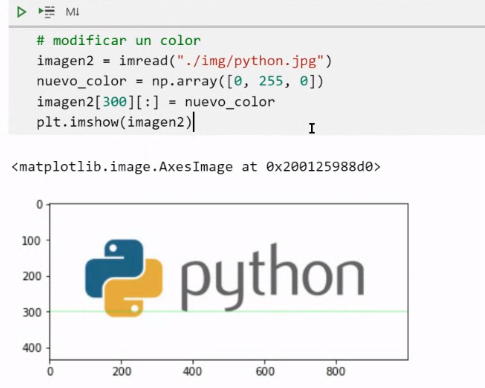 M↓
# modificar un color
imagen2 = imread("./img/python.jpg")
nuevo_color = np.array([0, 255, 0])
imagen2[300][:] = nuevo_color
plt.imshow(imagen2)
<matplotlib.image.AxesImage at 0x200125988d0>
0
100
200
300
400
python
0 200 400 600 800